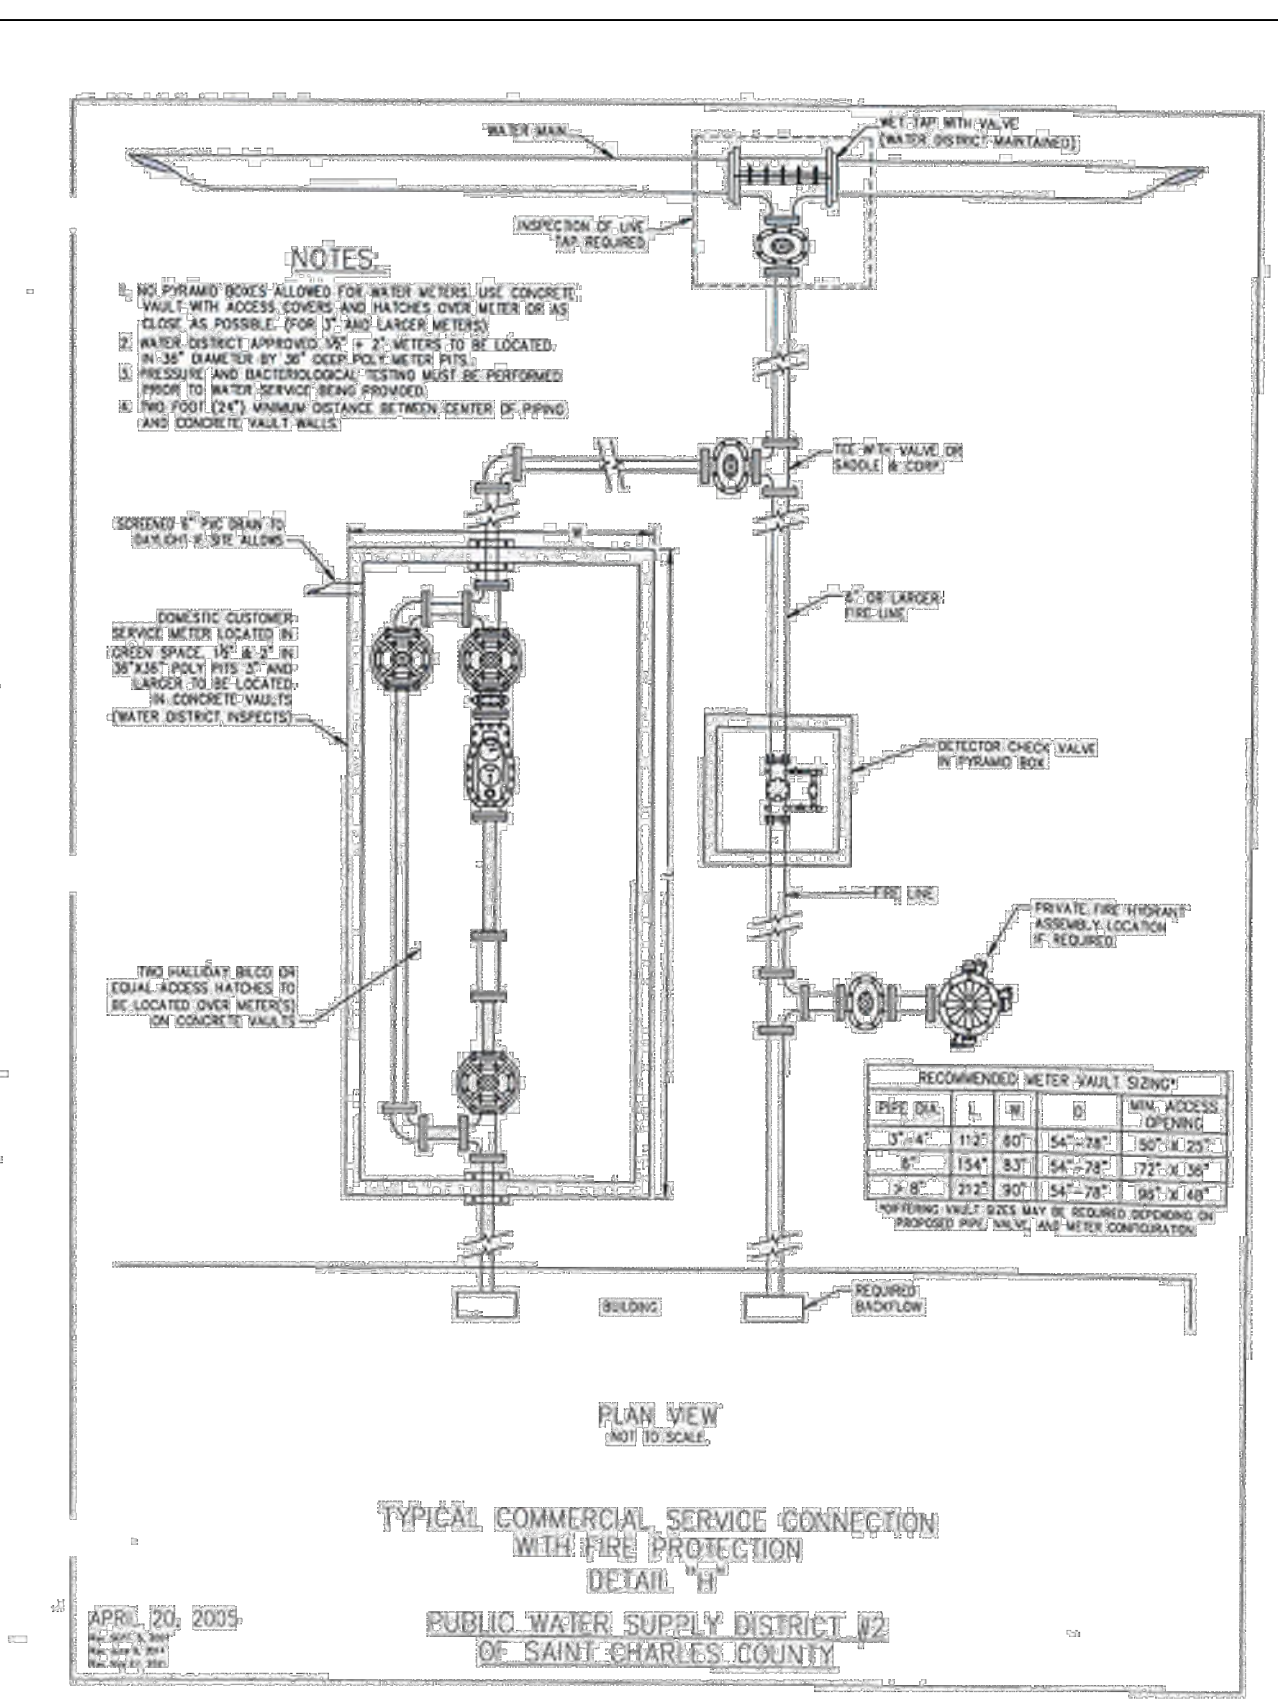 WATER MAIN
WET TAP WITH VALVE
(WATER DISTRICT MAINTAINED)
INSPECTION OF LIVE
TAP REQUIRED
NOTES:
1. NO PYRAMID BOXES ALLOWED FOR WATER METERS. USE CONCRETE
VAULT WITH ACCESS COVERS AND HATCHES OVER METER OR AS
CLOSE AS POSSIBLE. (FOR 3" AND LARGER METERS)
2. WATER DISTRICT APPROVED 1½" + 2" METERS TO BE LOCATED
IN 36" DIAMETER BY 36" DEEP POLY METER PITS.
3. PRESSURE AND BACTERIOLOGICAL TESTING MUST BE PERFORMED
PRIOR TO WATER SERVICE BEING PROVIDED.
4. TWO FOOT (24") MINIMUM DISTANCE BETWEEN CENTER OF PIPING
AND CONCRETE VAULT WALLS.
TEE WITH VALVE OR
SADDLE & CORP.
SCREENED 6" PVC DRAIN TO
DAYLIGHT IF SITE ALLOWS
W
6" OR LARGER
FIRE LINE
DOMESTIC CUSTOMER
SERVICE METER LOCATED IN
GREEN SPACE. 1½" & 2" IN
36"X36" POLY PITS 3" AND
LARGER TO BE LOCATED
IN CONCRETE VAULTS
(WATER DISTRICT INSPECTS)
DETECTOR CHECK VALVE
IN PYRAMID BOX
FIRE LINE
PRIVATE FIRE HYDRANT
ASSEMBLY LOCATION
IF REQUIRED
TWO HALLIDAY, BILCO OR
EQUAL ACCESS HATCHES TO
BE LOCATED OVER METER(S)
ON CONCRETE VAULTS
RECOMMENDED METER VAULT SIZING*
PIPE DIA. L W D MIN. ACCESS
OPENING
3"-4" 112" 80" 54"-78" 50" X 25"
6" 154" 83" 54"-78" 72" X 36"
> 8" 212" 90" 54"-78" 96" X 48"
*DIFFERING VAULT SIZES MAY BE REQUIRED DEPENDING ON
PROPOSED PIPE, VALVE, AND METER CONFIGURATION.
BUILDING
REQUIRED
BACKFLOW
PLAN VIEW
NOT TO SCALE
TYPICAL COMMERCIAL SERVICE CONNECTION
WITH FIRE PROTECTION
DETAIL "H"
APRIL 20, 2005
PUBLIC WATER SUPPLY DISTRICT #2
OF SAINT CHARLES COUNTY